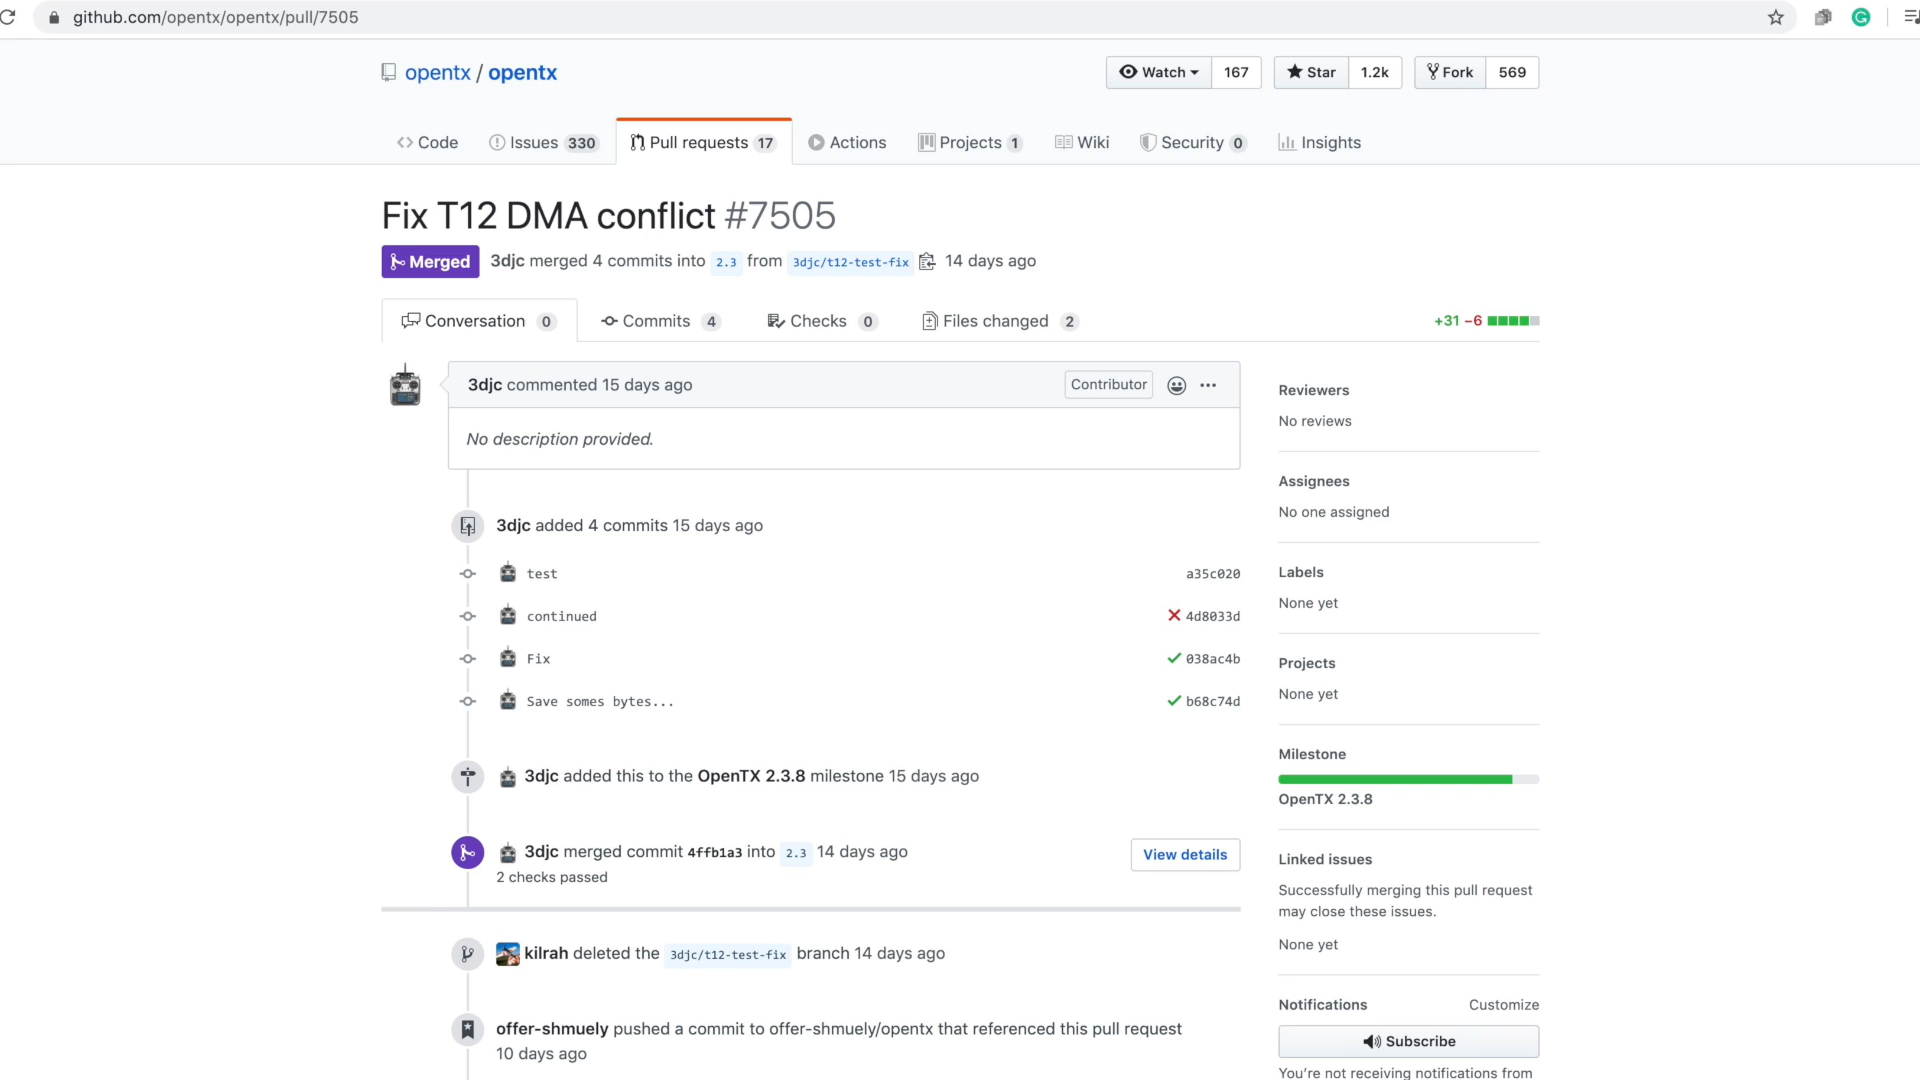 github.com/opentx/opentx/pull/7505
opentx / opentx
Watch 167 Star 1.2k Fork 569
Code Issues 330 Pull requests 17 Actions Projects 1 Wiki Security 0 Insights
Fix T12 DMA conflict #7505
Merged 3djc merged 4 commits into 2.3 from 3djc/t12-test-fix 14 days ago
Conversation 0 Commits 4 Checks 0 Files changed 2 +31 −6
3djc commented 15 days ago Contributor
No description provided.
3djc added 4 commits 15 days ago
test a35c020
continued 4d8033d
Fix 038ac4b
Save somes bytes... b68c74d
3djc added this to the OpenTX 2.3.8 milestone 15 days ago
3djc merged commit 4ffb1a3 into 2.3 14 days ago View details
2 checks passed
kilrah deleted the 3djc/t12-test-fix branch 14 days ago
offer-shmuely pushed a commit to offer-shmuely/opentx that referenced this pull request
10 days ago
Reviewers
No reviews
Assignees
No one assigned
Labels
None yet
Projects
None yet
Milestone
OpenTX 2.3.8
Linked issues
Successfully merging this pull request
may close these issues.
None yet
Notifications Customize
Subscribe
You're not receiving notifications from